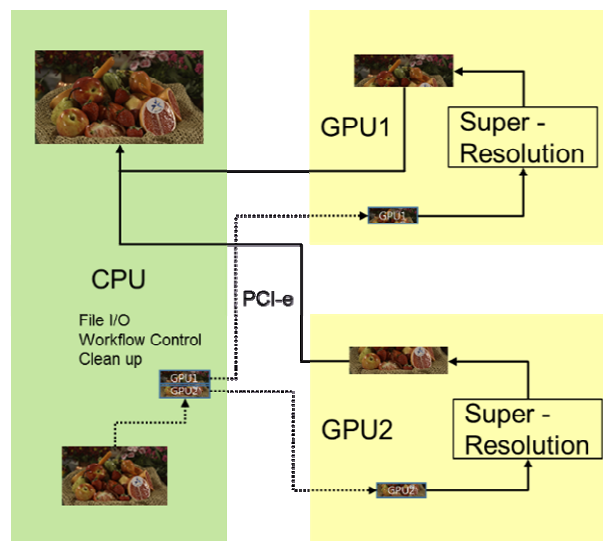 GPU1
Super -
Resolution
GPU1
CPU
PCI-e
File I/O
Workflow Control
Clean up
GPU1
GPU2
GPU2
Super -
Resolution
GPU2